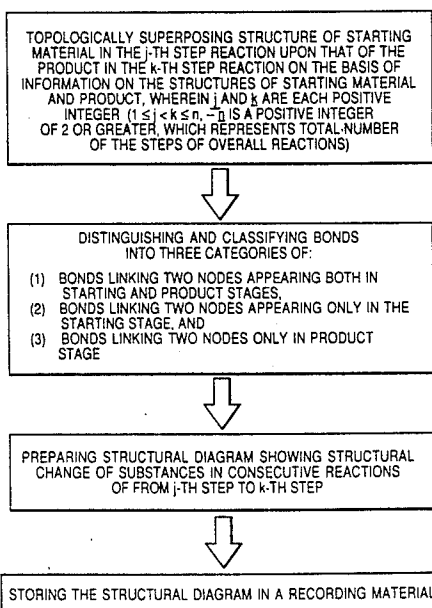 TOPOLOGICALLY SUPERPOSING STRUCTURE OF STARTING
MATERIAL IN THE j-TH STEP REACTION UPON THAT OF THE
PRODUCT IN THE k-TH STEP REACTION ON THE BASIS OF
INFORMATION ON THE STRUCTURES OF STARTING MATERIAL
AND PRODUCT, WHEREIN j AND k ARE EACH POSITIVE
INTEGER (1 ≤ j < k ≤ n, n IS A POSITIVE INTEGER
OF 2 OR GREATER, WHICH REPRESENTS TOTAL NUMBER
OF THE STEPS OF OVERALL REACTIONS)
DISTINGUISHING AND CLASSIFYING BONDS
INTO THREE CATEGORIES OF:
(1) BONDS LINKING TWO NODES APPEARING BOTH IN
STARTING AND PRODUCT STAGES,
(2) BONDS LINKING TWO NODES APPEARING ONLY IN THE
STARTING STAGE, AND
(3) BONDS LINKING TWO NODES ONLY IN PRODUCT
STAGE
PREPARING STRUCTURAL DIAGRAM SHOWING STRUCTURAL
CHANGE OF SUBSTANCES IN CONSECUTIVE REACTIONS
OF FROM j-TH STEP TO k-TH STEP
STORING THE STRUCTURAL DIAGRAM IN A RECORDING MATERIAL